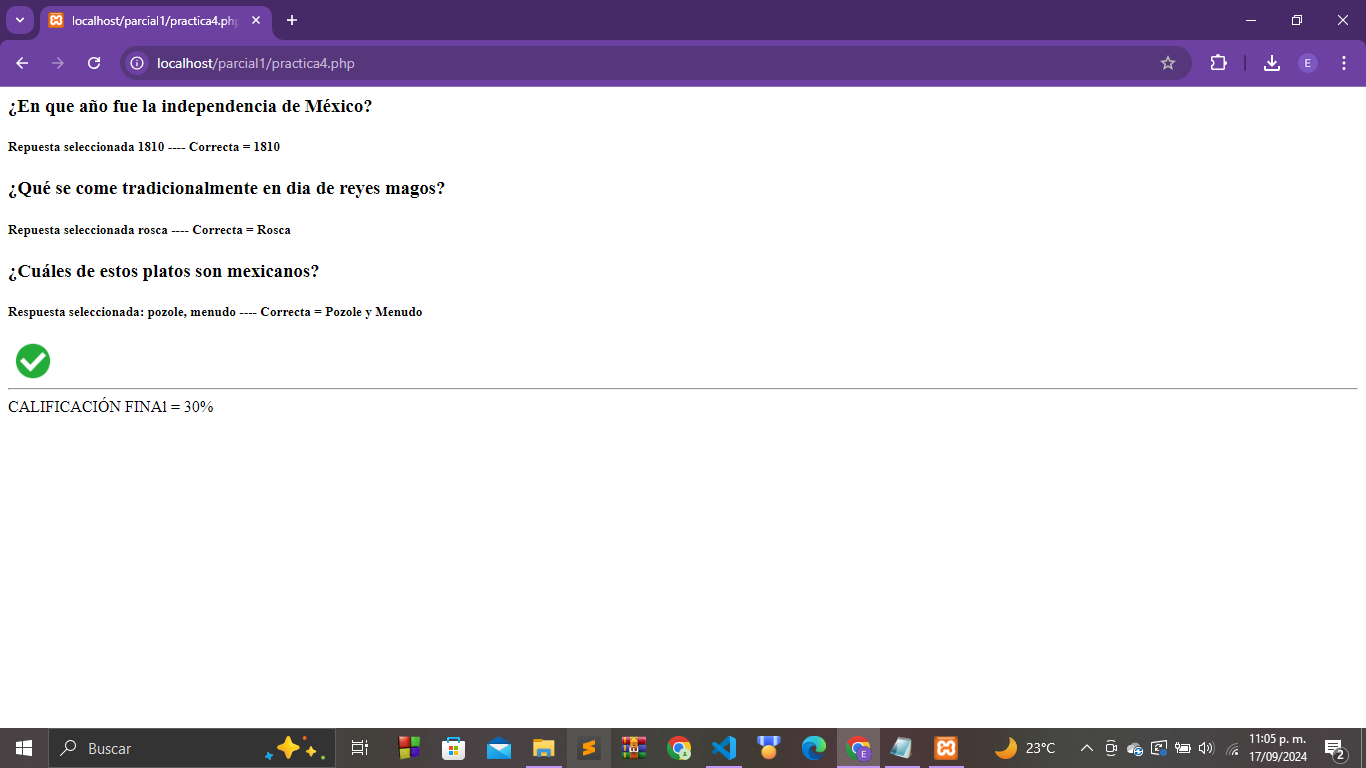 localhost/parcial1/practica4.php
localhost/parcial1/practica4.php
E
¿En que año fue la independencia de México?
Repuesta seleccionada 1810 ---- Correcta = 1810
¿Qué se come tradicionalmente en dia de reyes magos?
Repuesta seleccionada rosca ---- Correcta = Rosca
¿Cuáles de estos platos son mexicanos?
Respuesta seleccionada: pozole, menudo ---- Correcta = Pozole y Menudo
CALIFICACIÓN FINAl = 30%
Buscar
E
23°C
11:05 p. m.
17/09/2024
2